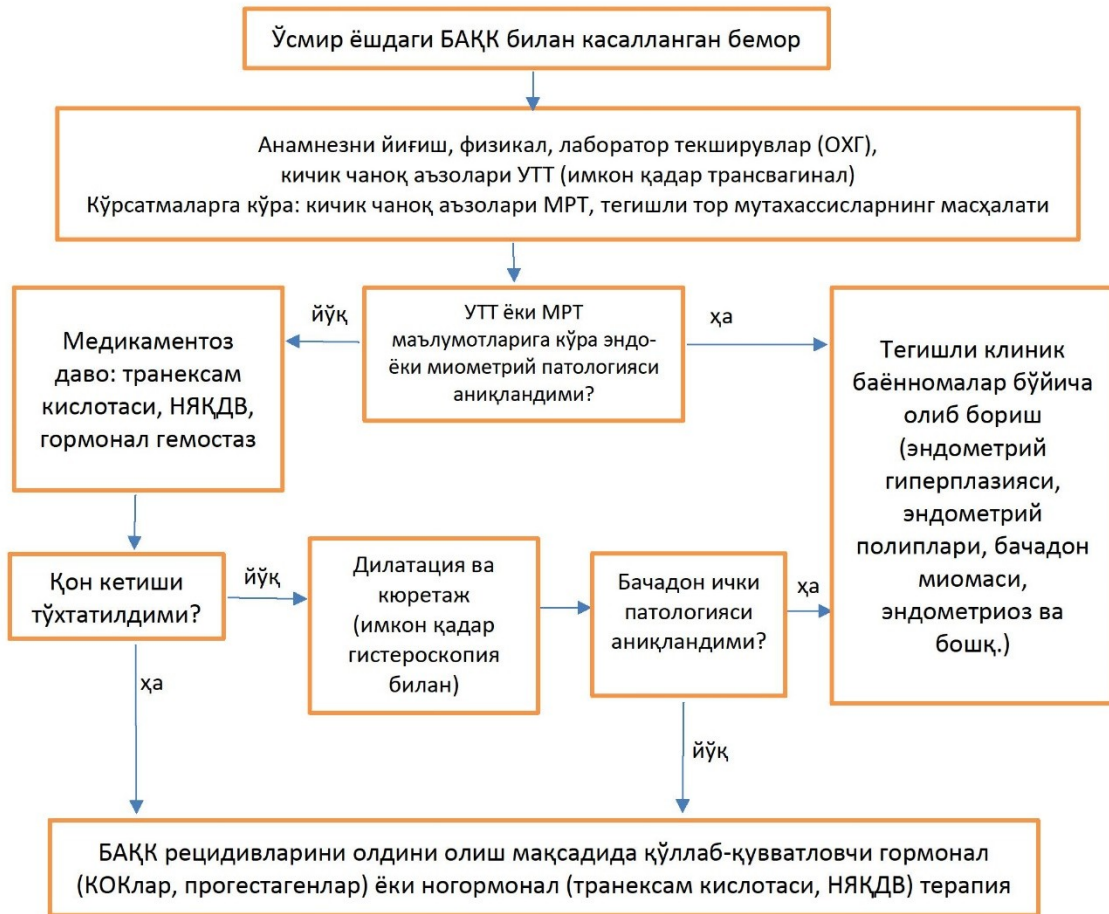 Ўсмир ёшдаги БАҚК билан касалланган бемор
Анамнезни йиғиш, физикал, лаборатор текширувлар (ОХГ),
кичик чаноқ аъзолари УТТ (имкон қадар трансвагинал)
Кўрсатмаларга кўра: кичик чаноқ аъзолари МРТ, тегишли тор мутахассисларнинг масҳалати
Медикаментоз
даво: транексам
кислотаси, НЯҚДВ,
гормонал гемостаз
йўқ
УТТ ёки МРТ
маълумотларига кўра эндо-
ёки миометрий патологияси
аниқландими?
ҳа
Тегишли клиник
баённомалар бўйича
олиб бориш
(эндометрий
гиперплазияси,
эндометрий
полиплари, бачадон
миомаси,
эндометриоз ва
бошқ.)
Қон кетиши
тўхтатилдими?
йўқ
Дилатация ва
кюретаж
(имкон қадар
гистероскопия
билан)
Бачадон ички
патологияси
аниқландими?
ҳа
ҳа
йўқ
БАҚК рецидивларини олдини олиш мақсадида қўллаб-қувватловчи гормонал
(КОКлар, прогестагенлар) ёки ногормонал (транексам кислотаси, НЯҚДВ) терапия